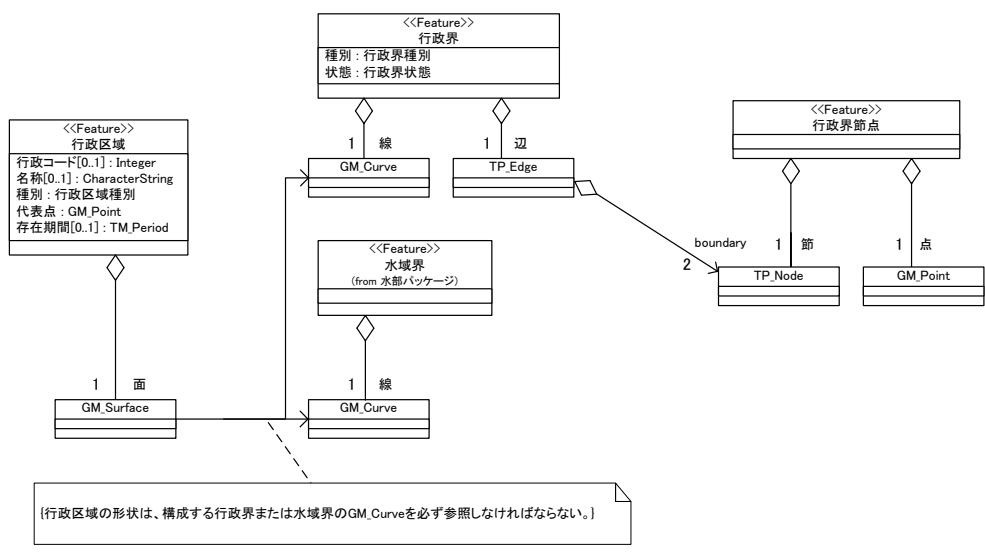 <<Feature>>
行政界
種別 : 行政界種別
状態 : 行政界状態
<<Feature>>
行政区域
行政コード[0..1] : Integer
名称[0..1] : CharacterString
種別 : 行政区域種別
代表点 : GM_Point
存在期間[0..1] : TM_Period
<<Feature>>
行政界節点
1 線
GM_Curve
1 辺
TP_Edge
<<Feature>>
水域界
(from 水部パッケージ)
boundary
2
1 節
TP_Node
1 点
GM_Point
1 面
GM_Surface
1 線
GM_Curve
{行政区域の形状は、構成する行政界または水域界のGM_Curveを必ず参照しなければならない。}